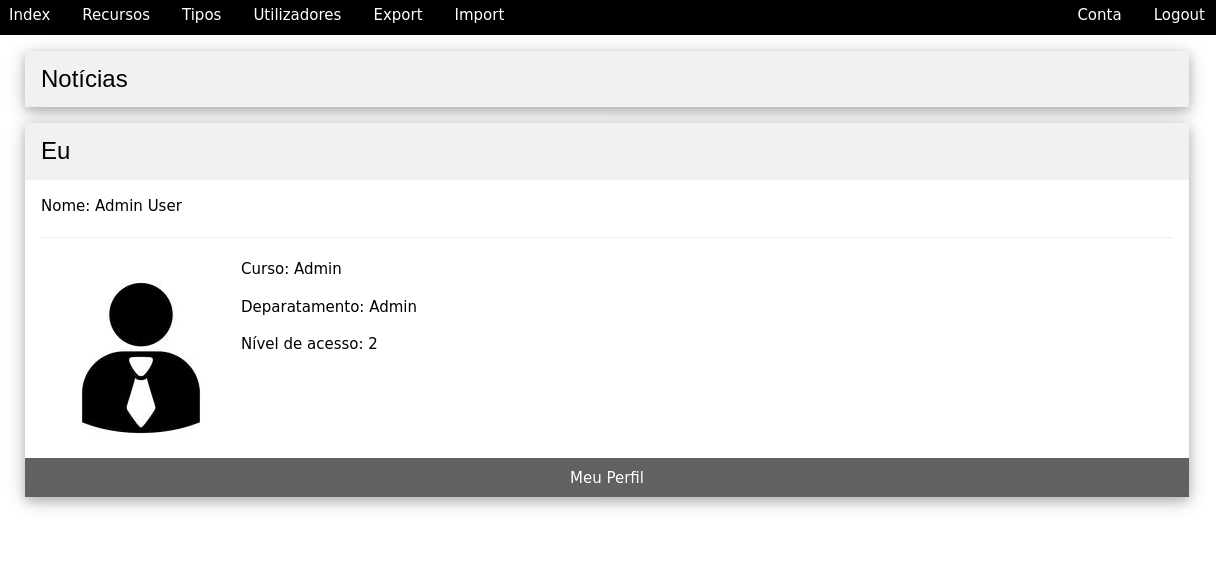 Index Recursos Tipos Utilizadores Export Import Conta Logout
Notícias
Eu
Nome: Admin User
Curso: Admin
Deparatamento: Admin
Nível de acesso: 2
Meu Perfil